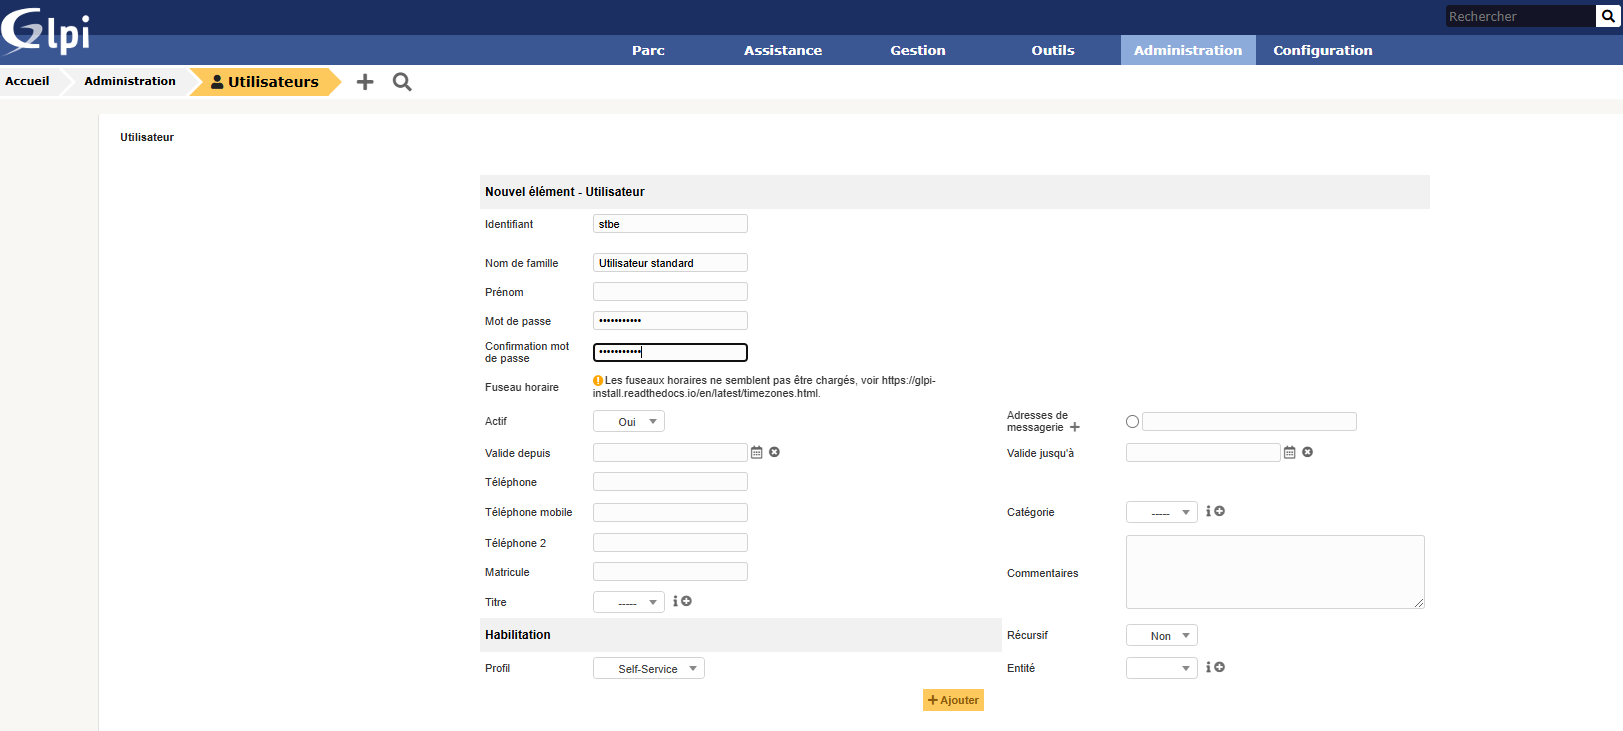 Glpi
Rechercher
Parc Assistance Gestion Outils Administration Configuration
Accueil Administration Utilisateurs
Utilisateur
Nouvel élément - Utilisateur
Identifiant stbe
Nom de famille Utilisateur standard
Prénom
Mot de passe •••••••••••
Confirmation mot
de passe •••••••••••
Fuseau horaire Les fuseaux horaires ne semblent pas être chargés, voir https://glpi-
install.readthedocs.io/en/latest/timezones.html.
Actif Oui Adresses de
messagerie
Valide depuis Valide jusqu'à
Téléphone
Téléphone mobile Catégorie -----
Téléphone 2
Matricule Commentaires
Titre -----
Habilitation Récursif Non
Profil Self-Service Entité
+ Ajouter